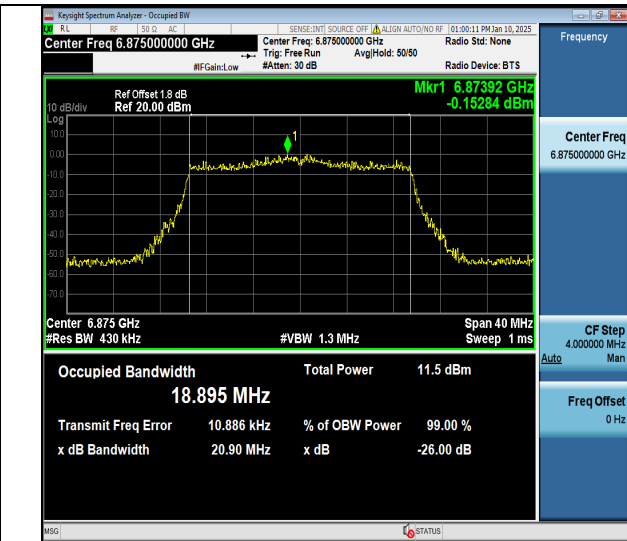 Keysight Spectrum Analyzer - Occupied BW
RL RF 50 Ω AC SENSE:INT SOURCE OFF ALIGN AUTO/NO RF 01:00:11 PM Jan 10, 2025
Center Freq 6.875000000 GHz
Center Freq: 6.875000000 GHz
Radio Std: None
Trig: Free Run Avg|Hold: 50/50
#IFGain:Low #Atten: 30 dB Radio Device: BTS
Frequency
Ref Offset 1.8 dB
Mkr1 6.87392 GHz
10 dB/div Ref 20.00 dBm
-0.15284 dBm
Log
10.0
0.00
-10.0
-20.0
-30.0
-40.0
-50.0
-60.0
-70.0
1
Center 6.875 GHz Span 40 MHz
#Res BW 430 kHz #VBW 1.3 MHz Sweep 1 ms
Occupied Bandwidth Total Power 11.5 dBm
18.895 MHz
Transmit Freq Error 10.886 kHz % of OBW Power 99.00 %
x dB Bandwidth 20.90 MHz x dB -26.00 dB
Center Freq
6.875000000 GHz
CF Step
4.000000 MHz
Auto Man
Freq Offset
0 Hz
MSG STATUS